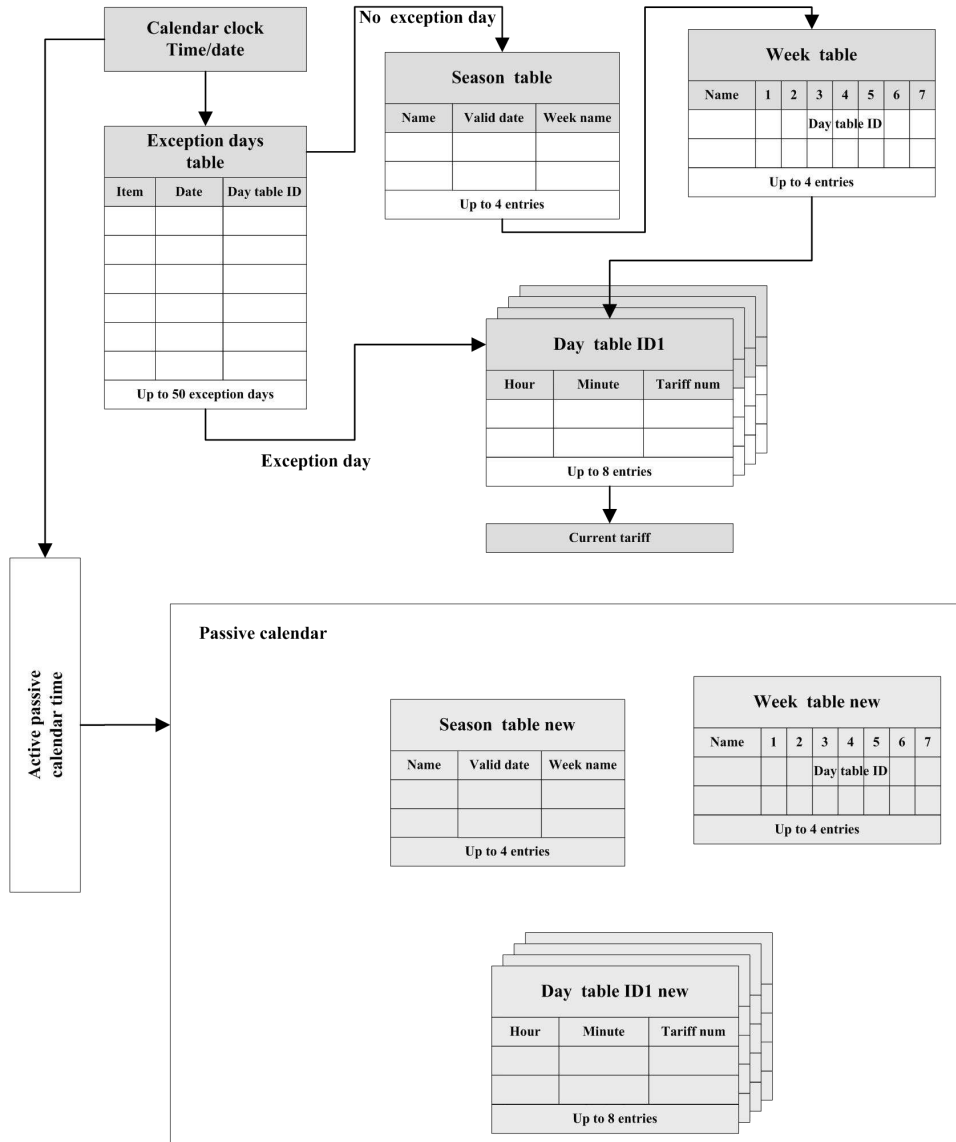 No exception day
Calendar clock
Time/date
Season table
Name Valid date Week name
Up to 4 entries
Week table
Name 1 2 3 4 5 6 7
Day table ID
Up to 4 entries
Exception days
table
Item Date Day table ID
Up to 50 exception days
Exception day
Day table ID1
Hour Minute Tariff num
Up to 8 entries
Current tariff
Active passive
calendar time
Passive calendar
Season table new
Name Valid date Week name
Up to 4 entries
Week table new
Name 1 2 3 4 5 6 7
Day table ID
Up to 4 entries
Day table ID1 new
Hour Minute Tariff num
Up to 8 entries